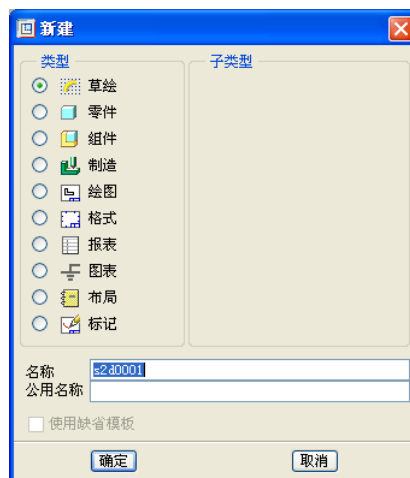 新建
类型
子类型
草绘
零件
组件
制造
绘图
格式
报表
图表
布局
标记
名称 s2d0001
公用名称
使用缺省模板
确定 取消